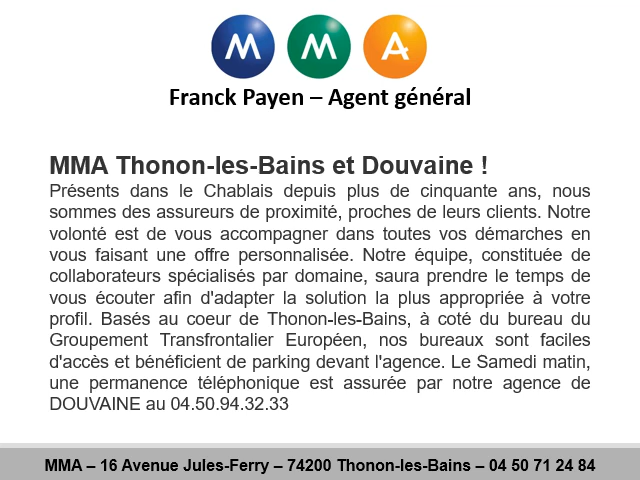 MMA
Franck Payen – Agent général
MMA Thonon-les-Bains et Douvaine !
Présents dans le Chablais depuis plus de cinquante ans, nous
sommes des assureurs de proximité, proches de leurs clients. Notre
volonté est de vous accompagner dans toutes vos démarches en
vous faisant une offre personnalisée. Notre équipe, constituée de
collaborateurs spécialisés par domaine, saura prendre le temps de
vous écouter afin d'adapter la solution la plus appropriée à votre
profil. Basés au coeur de Thonon-les-Bains, à coté du bureau du
Groupement Transfrontalier Européen, nos bureaux sont faciles
d'accès et bénéficient de parking devant l'agence. Le Samedi matin,
une permanence téléphonique est assurée par notre agence de
DOUVAINE au 04.50.94.32.33
MMA – 16 Avenue Jules-Ferry – 74200 Thonon-les-Bains – 04 50 71 24 84